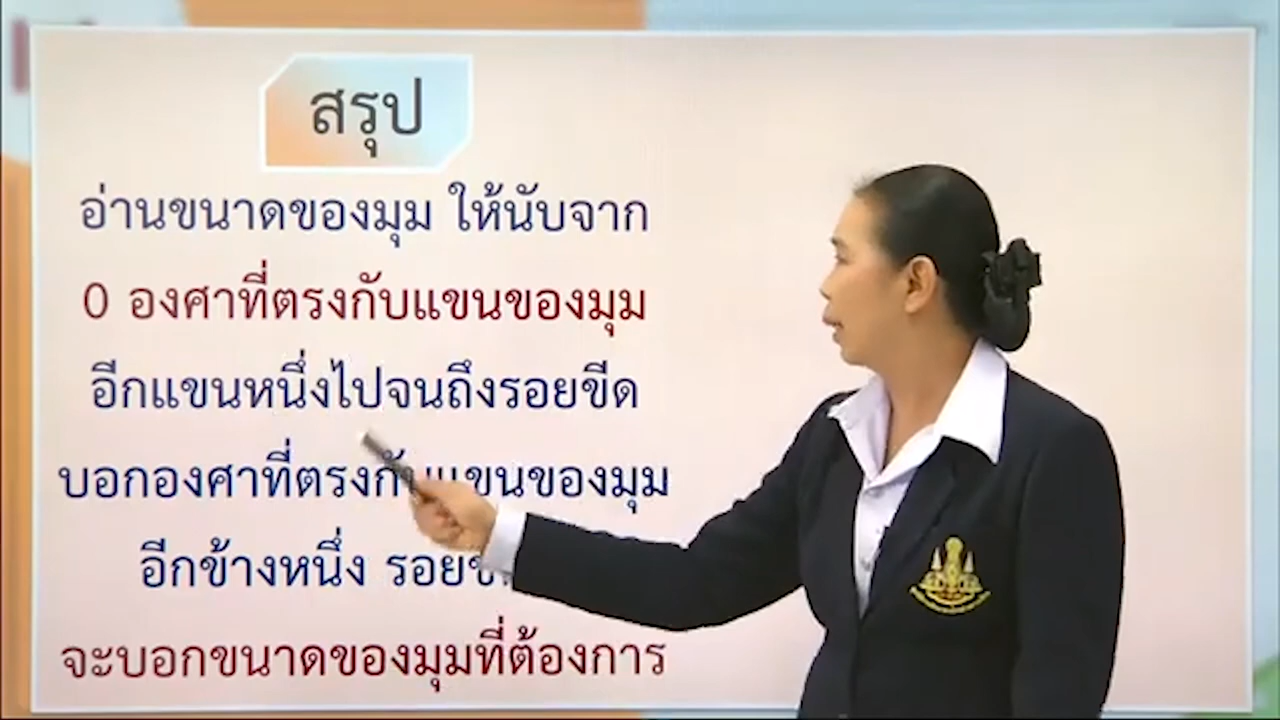 สรุป
อ่านขนาดของมุม ให้นับจาก
0 องศาที่ตรงกับแขนของมุม
อีกแขนหนึ่งไปจนถึงรอยขีด
บอกองศาที่ตรงกับแขนของมุม
อีกข้างหนึ่ง
จะบอกขนาดของมุมที่ต้องการ